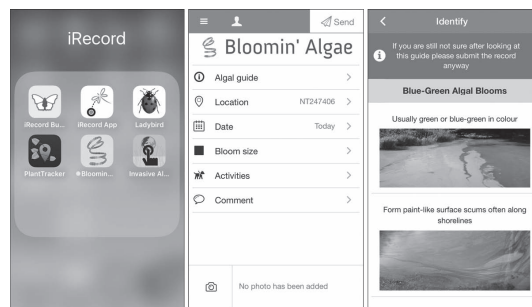 iRecord
iRecord Bu...
iRecord App
Ladybird
PlantTracker
Bloomin...
Invasive Al...
Send
Bloomin' Algae
Algal guide
Location
NT247406
Date
Today
Bloom size
Activities
Comment
No photo has been added
Identify
If you are still not sure after looking at
this guide please submit the record
anyway
Blue-Green Algal Blooms
Usually green or blue-green in colour
Form paint-like surface scums often along
shorelines